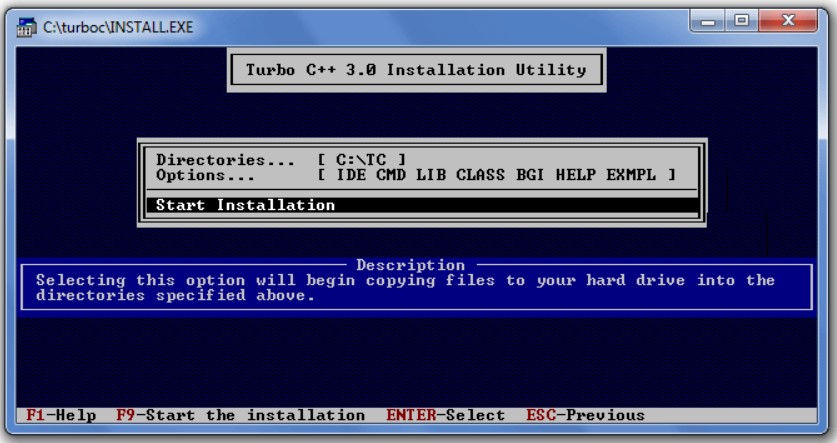 C:\turboc\INSTALL.EXE
Turbo C++ 3.0 Installation Utility
Directories... [ C:\TC ]
Options... [ IDE CMD LIB CLASS BGI HELP EXMPL ]
Start Installation
Description
Selecting this option will begin copying files to your hard drive into the
directories specified above.
F1-Help F9-Start the installation ENTER-Select ESC-Previous